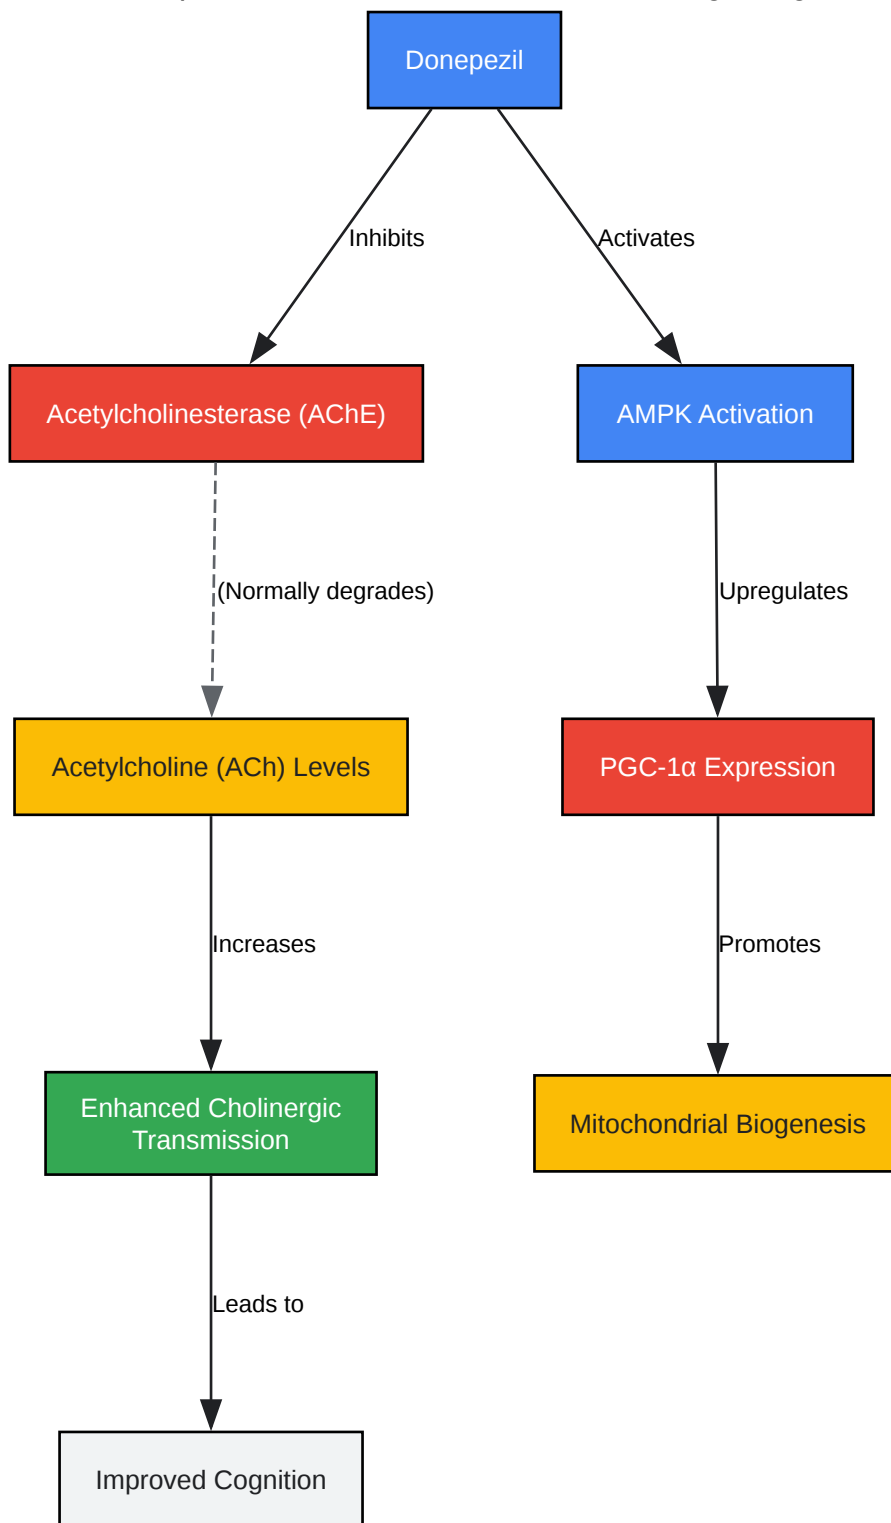 Donepezil
Inhibits
Activates
Acetylcholinesterase (AChE)
AMPK Activation
(Normally degrades)
Upregulates
Acetylcholine (ACh) Levels
PGC-1α Expression
Increases
Promotes
Enhanced Cholinergic
Transmission
Mitochondrial Biogenesis
Leads to
Improved Cognition